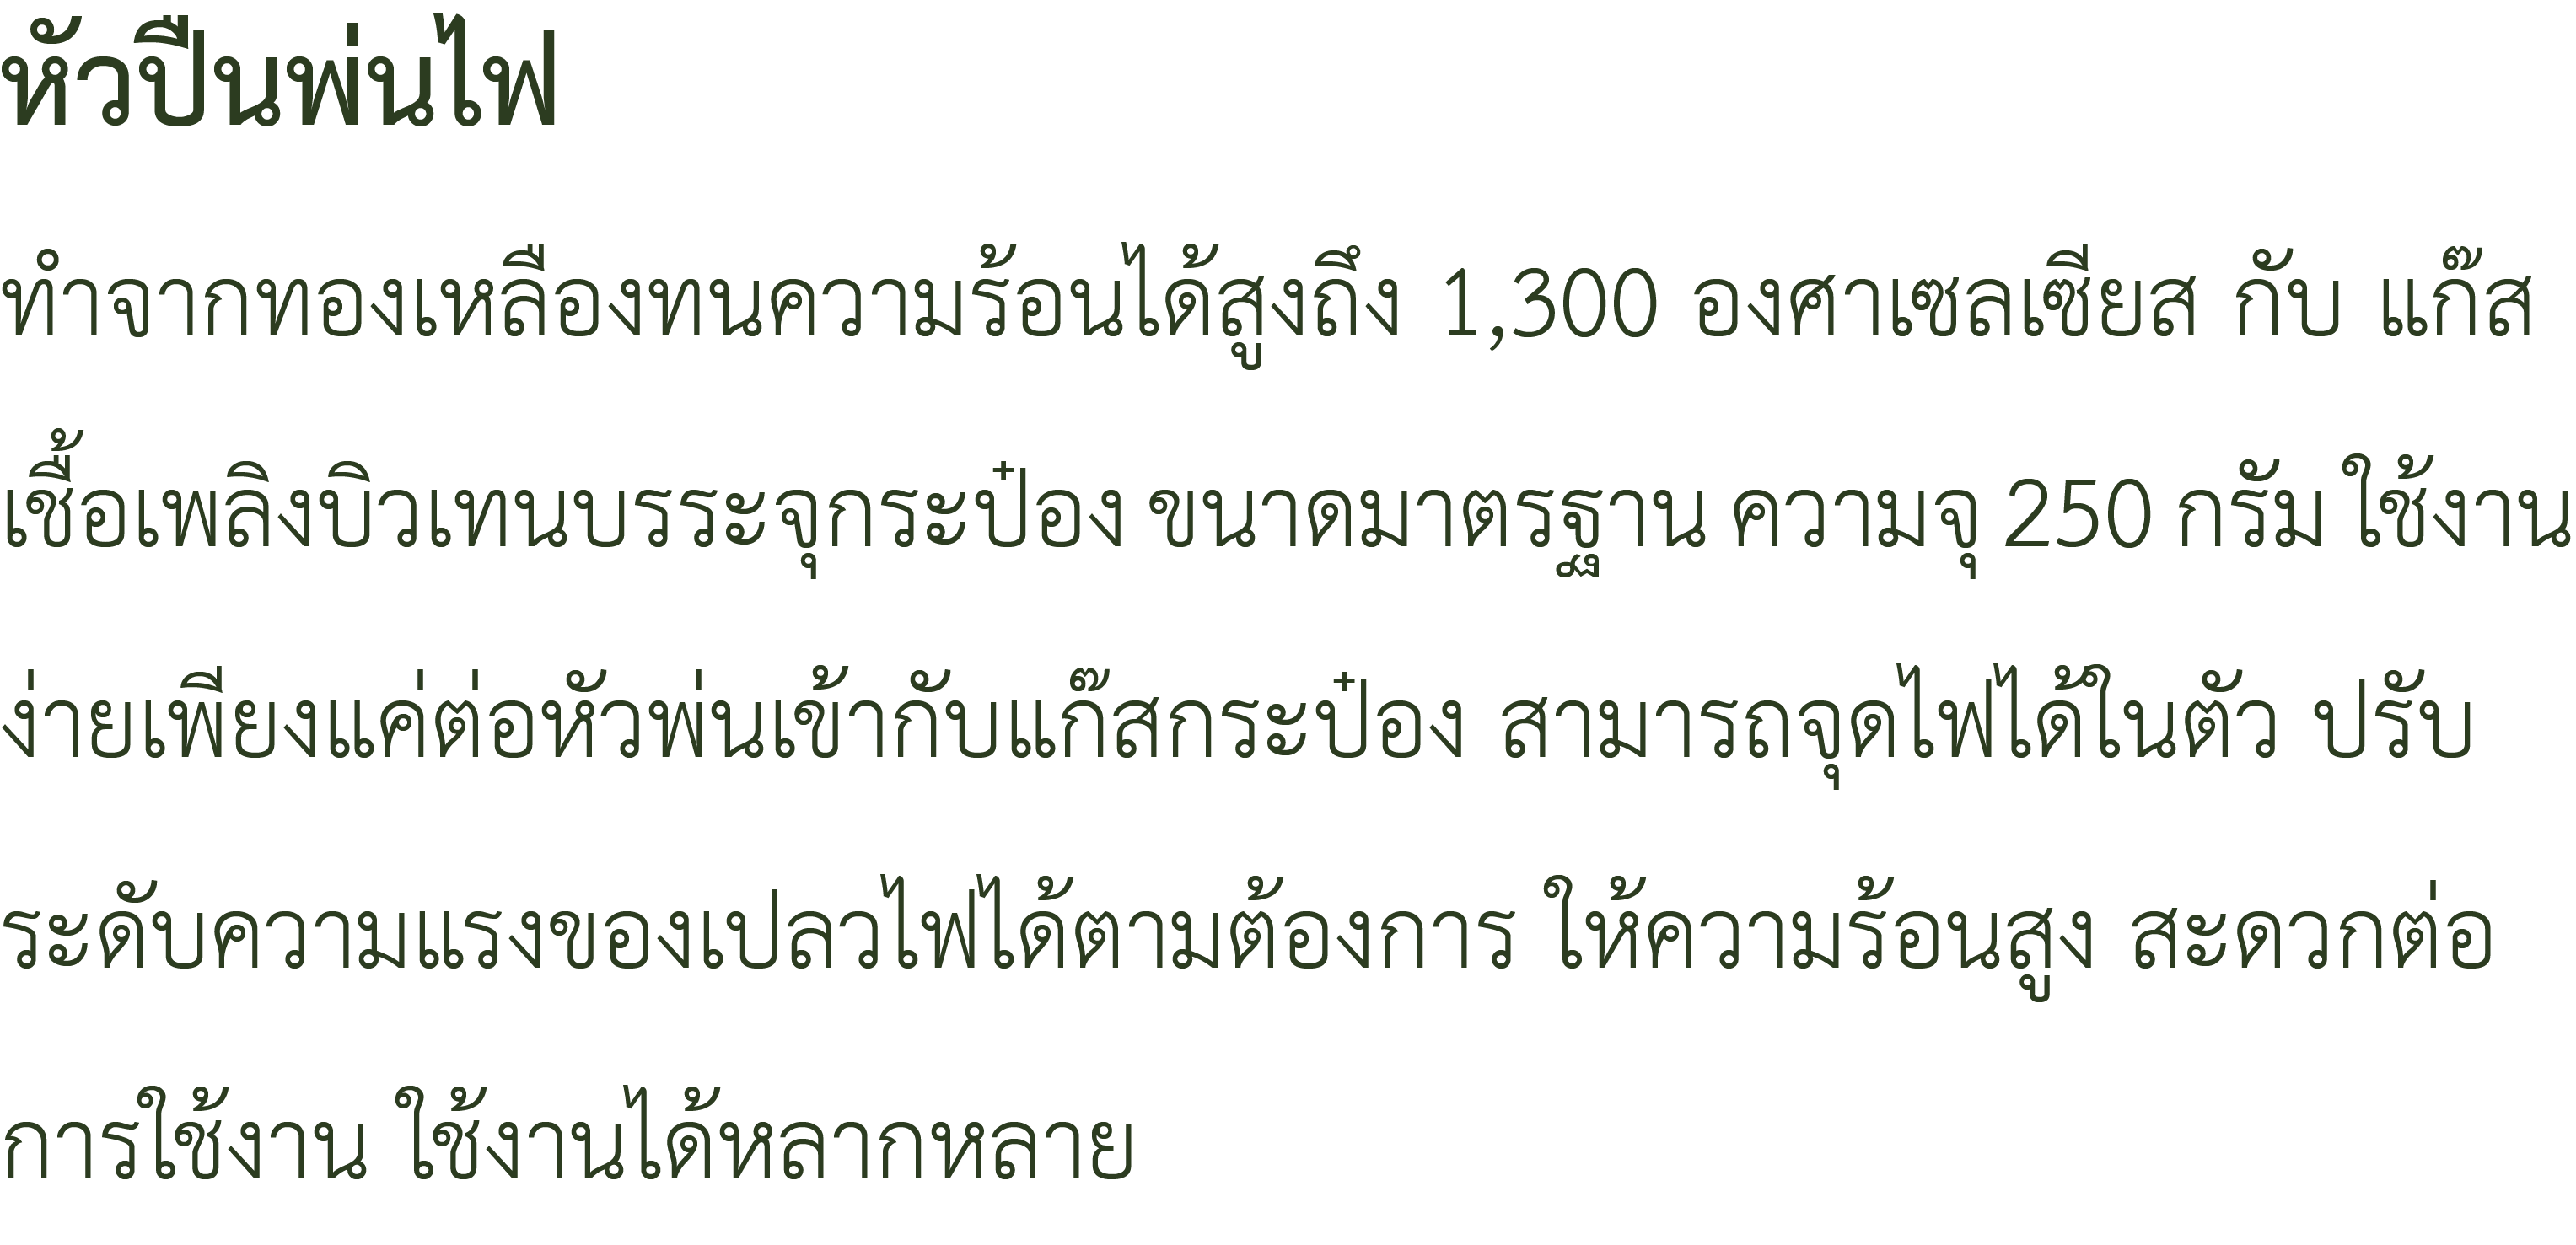 หัวปืนพ่นไฟ
ทำจากทองเหลืองทนความร้อนได้สูงถึง 1,300 องศาเซลเซียส กับ แก๊ส
เชื้อเพลิงบิวเทนบรรจะจุกระป๋อง ขนาดมาตรฐาน ความจุ 250 กรัม ใช้งาน
ง่ายเพียงแค่ต่อหัวพ่นเข้ากับแก๊สกระป๋อง สามารถจุดไฟได้ในตัว ปรับ
ระดับความแรงของเปลวไฟได้ตามต้องการ ให้ความร้อนสูง สะดวกต่อ
การใช้งาน ใช้งานได้หลากหลาย